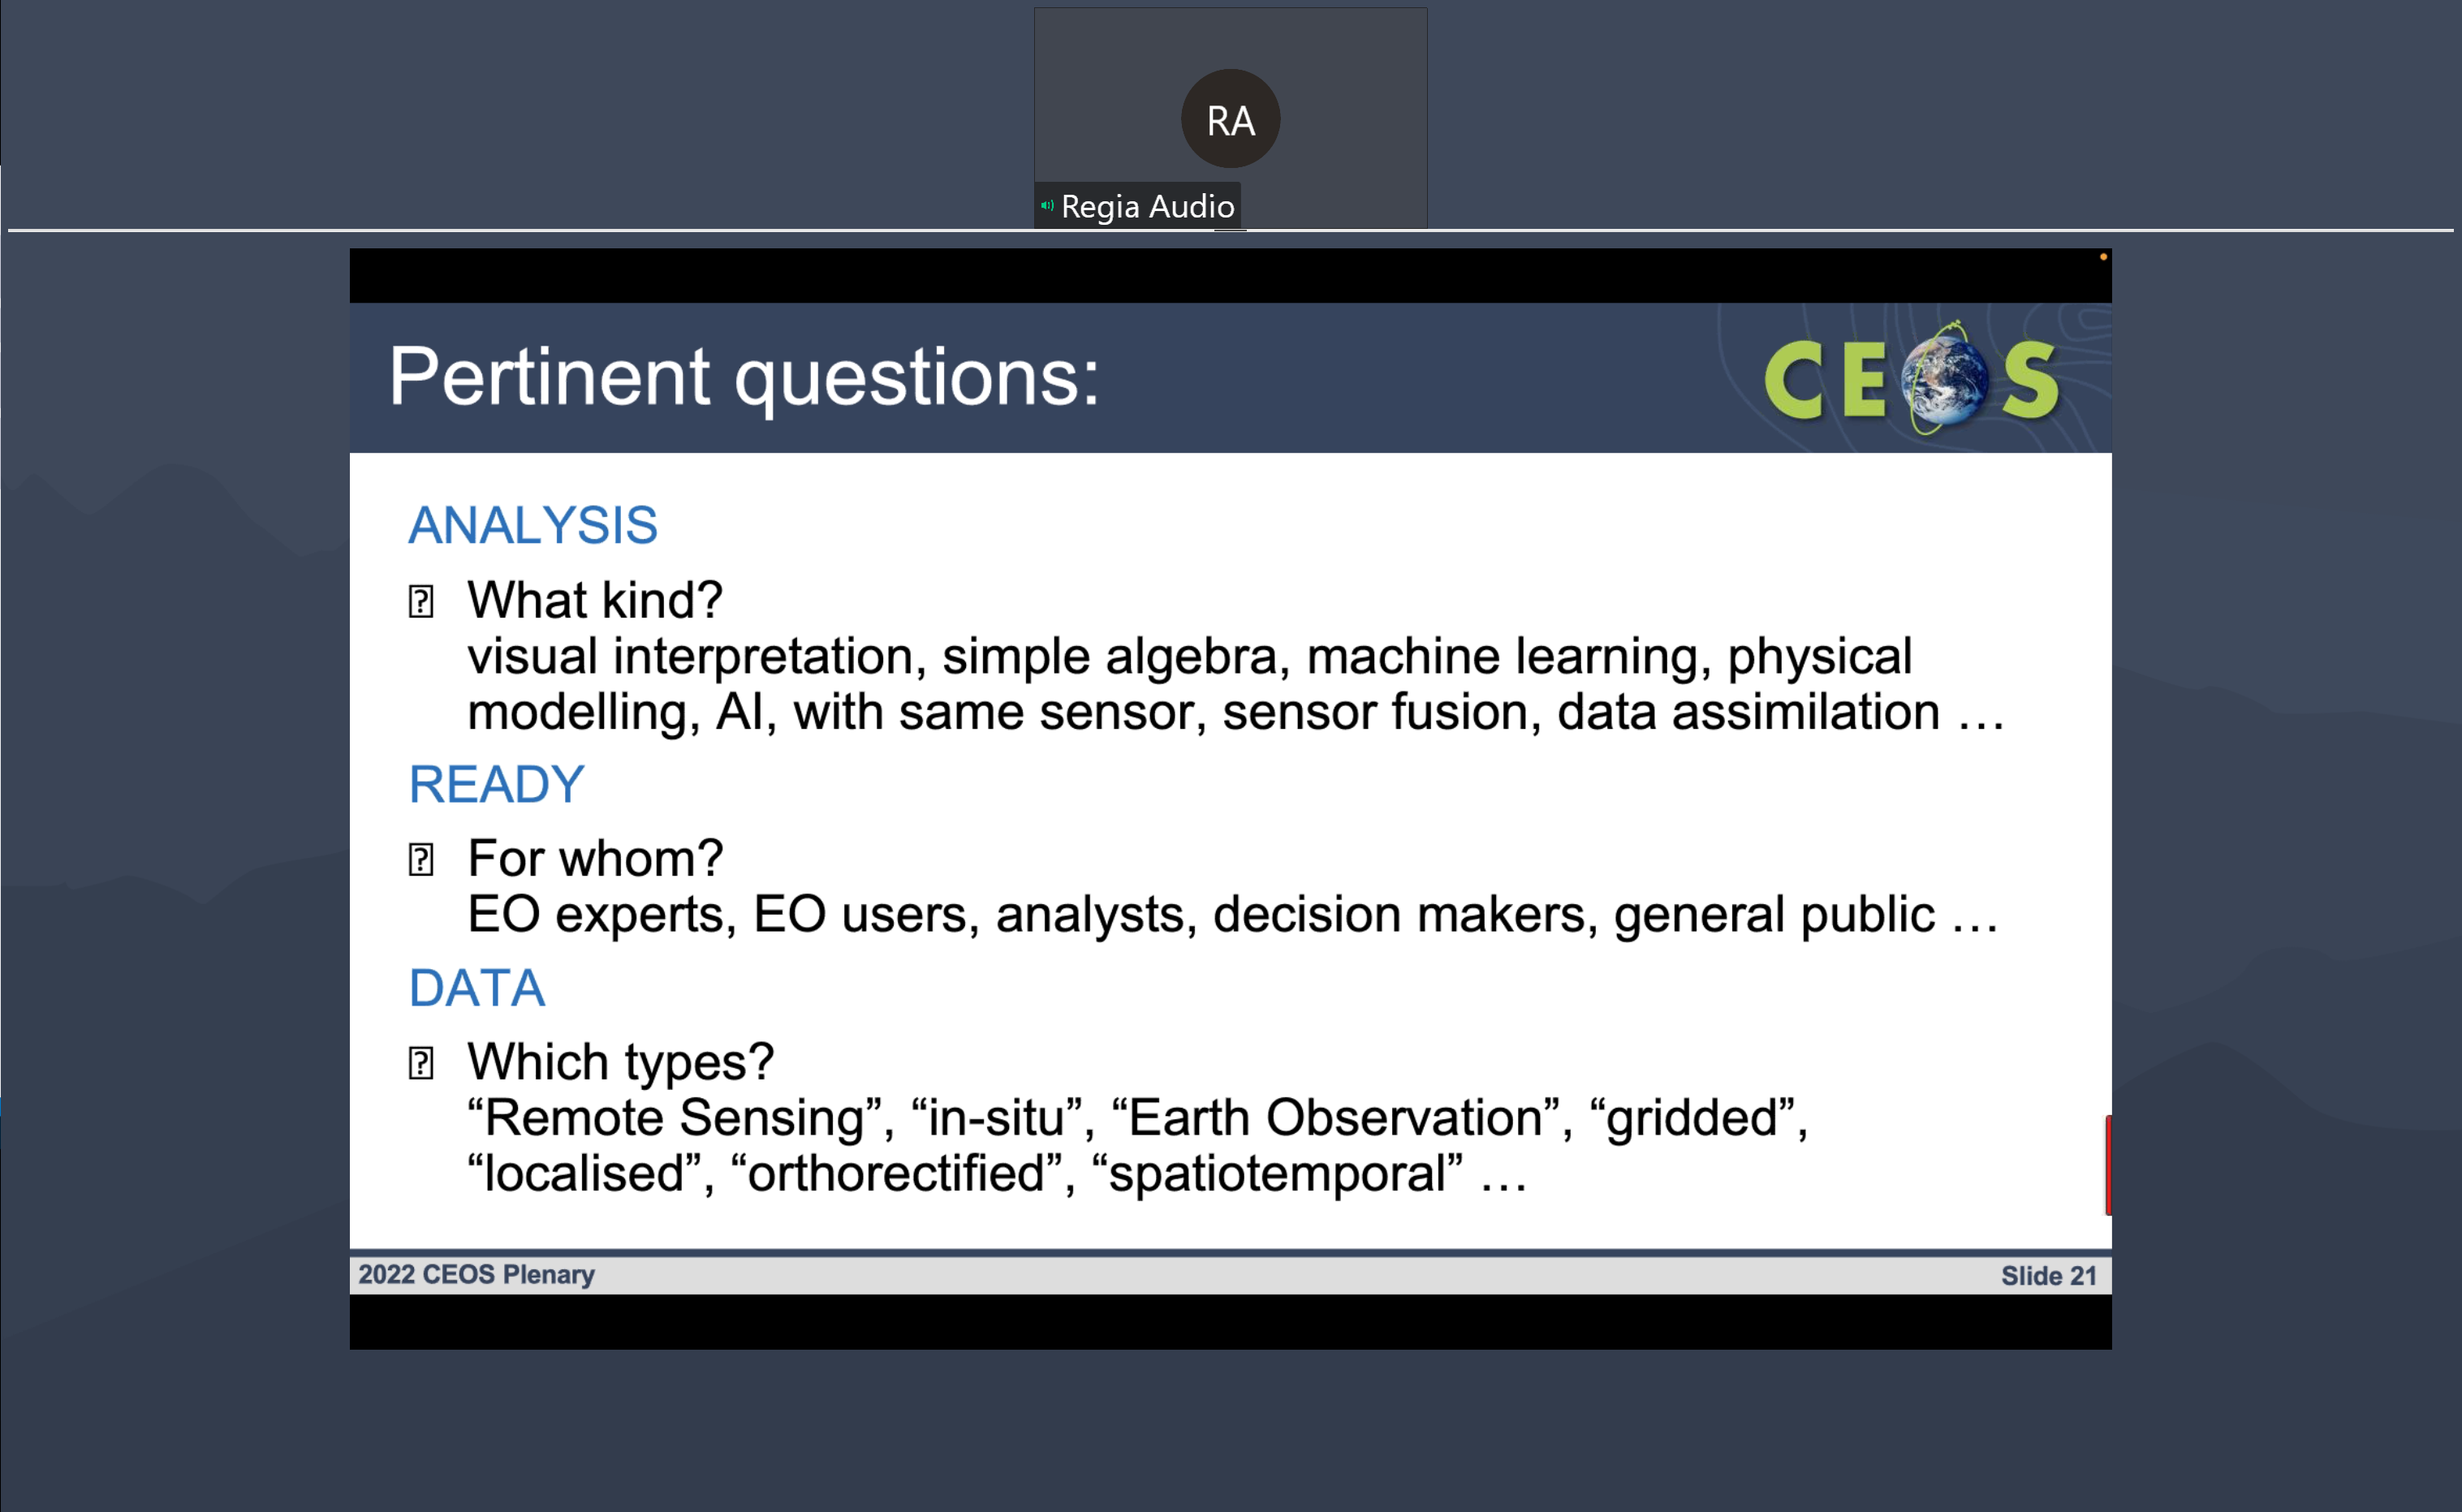 RA
Regia Audio
Pertinent questions:
CEOS
ANALYSIS
What kind?
visual interpretation, simple algebra, machine learning, physical
modelling, AI, with same sensor, sensor fusion, data assimilation …
READY
For whom?
EO experts, EO users, analysts, decision makers, general public …
DATA
Which types?
“Remote Sensing”, “in-situ”, “Earth Observation”, “gridded”,
“localised”, “orthorectified”, “spatiotemporal” …
2022 CEOS Plenary
Slide 21